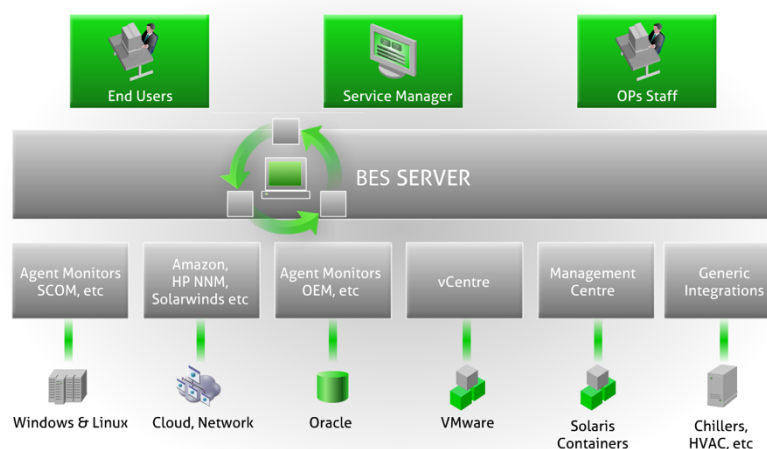 End Users
Service Manager
OPs Staff
BES SERVER
Agent Monitors
SCOM, etc
Amazon,
HP NNM,
Solarwinds etc
Agent Monitors
OEM, etc
vCentre
Management
Centre
Generic
Integrations
Windows & Linux
Cloud, Network
Oracle
VMware
Solaris
Containers
Chillers,
HVAC, etc